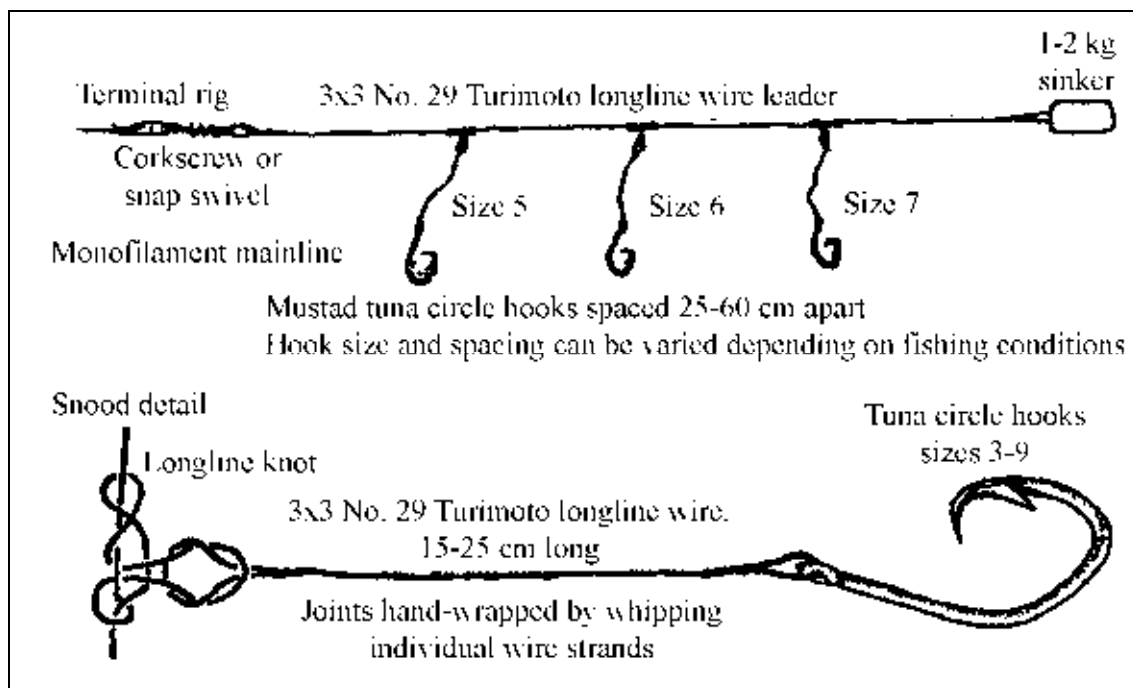 1-2 kg
sinker
Terminal rig
3x3 No. 29 Turimoto longline wire leader
Corkscrew or
snap swivel
Size 5
Size 6
Size 7
Monofilament mainline
Mustad tuna circle hooks spaced 25-60 cm apart
Hook size and spacing can be varied depending on fishing conditions
Snood detail
Longline knot
Tuna circle hooks
sizes 3-9
3x3 No. 29 Turimoto longline wire.
15-25 cm long
Joints hand-wrapped by whipping
individual wire strands